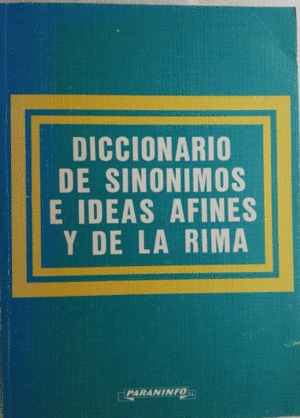 DICCIONARIO
DE SINONIMOS
E IDEAS AFINES
Y DE LA RIMA
PARANINFO